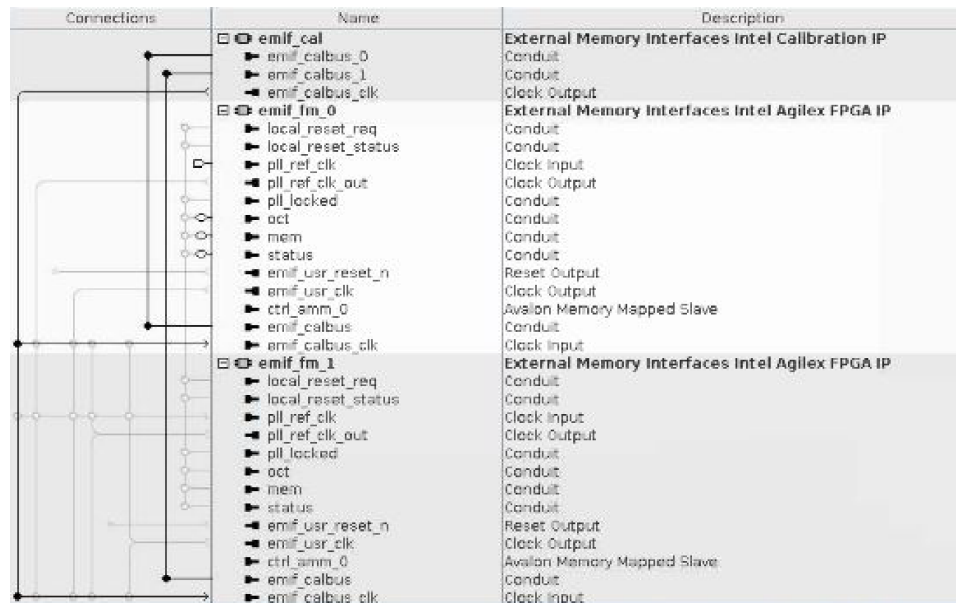 Connections Name Description
emif_cal External Memory Interfaces Intel Calibration IP
emif_calbus_0 Conduit
emif_calbus_1 Conduit
emif_calbus_clk Clock Output
emif_fm_0 External Memory Interfaces Intel Agilex FPGA IP
local_reset_req Conduit
local_reset_status Conduit
pll_ref_clk Clock Input
pll_ref_clk_out Clock Output
pll_locked Conduit
oct Conduit
mem Conduit
status Conduit
emif_usr_reset_n Reset Output
emif_usr_clk Clock Output
ctrl_amm_0 Avalon Memory Mapped Slave
emif_calbus Conduit
emif_calbus_clk Clock Input
emif_fm_1 External Memory Interfaces Intel Agilex FPGA IP
local_reset_req Conduit
local_reset_status Conduit
pll_ref_clk Clock Input
pll_ref_clk_out Clock Output
pll_locked Conduit
oct Conduit
mem Conduit
status Conduit
emif_usr_reset_n Reset Output
emif_usr_clk Clock Output
ctrl_amm_0 Avalon Memory Mapped Slave
emif_calbus Conduit
emif_calbus_clk Clock Input